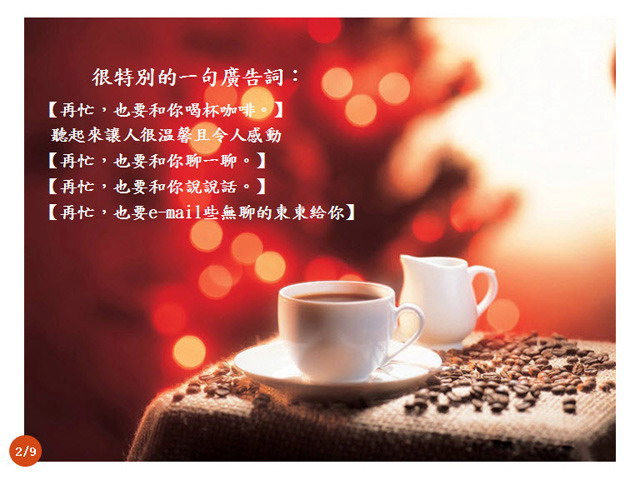 很特別的一句廣告詞：
【再忙，也要和你喝杯咖啡。】
聽起來讓人很溫馨且令人感動
【再忙，也要和你聊一聊。】
【再忙，也要和你說說話。】
【再忙，也要e-mail些無聊的東東給你】
2/9